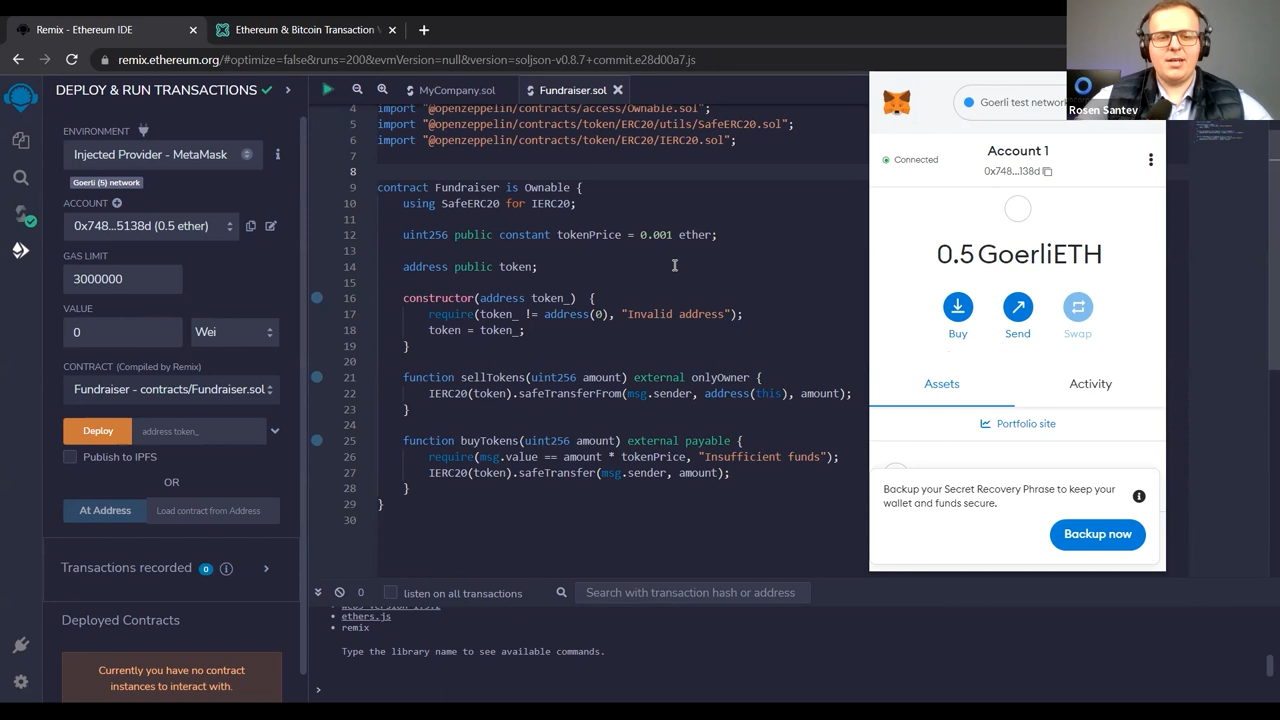 Remix - Ethereum IDE
Ethereum & Bitcoin Transaction V
remix.ethereum.org/#optimize=false&runs=200&evmVersion=null&version=soljson-v0.8.7+commit.e28d00a7.js
Rosen Santev
DEPLOY & RUN TRANSACTIONS
ENVIRONMENT
Injected Provider - MetaMask
Goerli (5) network
ACCOUNT
0x748...5138d (0.5 ether)
GAS LIMIT
3000000
VALUE
0
Wei
CONTRACT (Compiled by Remix)
Fundraiser - contracts/Fundraiser.sol
Deploy
address token_
Publish to IPFS
OR
At Address
Load contract from Address
Transactions recorded 0 i
Deployed Contracts
Currently you have no contract
instances to interact with.
MyCompany.sol
Fundraiser.sol
4 import "@openzeppelin/contracts/access/Ownable.sol";
5 import "@openzeppelin/contracts/token/ERC20/utils/SafeERC20.sol";
6 import "@openzeppelin/contracts/token/ERC20/IERC20.sol";
7
8
9 contract Fundraiser is Ownable {
10 using SafeERC20 for IERC20;
11
12 uint256 public constant tokenPrice = 0.001 ether;
13
14 address public token;
15
16 constructor(address token_) {
17 require(token_ != address(0), "Invalid address");
18 token = token_;
19 }
20
21 function sellTokens(uint256 amount) external onlyOwner {
22 IERC20(token).safeTransferFrom(msg.sender, address(this), amount);
23 }
24
25 function buyTokens(uint256 amount) external payable {
26 require(msg.value == amount * tokenPrice, "Insufficient funds");
27 IERC20(token).safeTransfer(msg.sender, amount);
28 }
29 }
30
0
listen on all transactions
Search with transaction hash or address
ethers.js
remix
Type the library name to see available commands.
>
Goerli test network
Connected
Account 1
0x748...138d
0.5 GoerliETH
Buy
Send
Swap
Assets
Activity
Portfolio site
Backup your Secret Recovery Phrase to keep your
wallet and funds secure.
Backup now